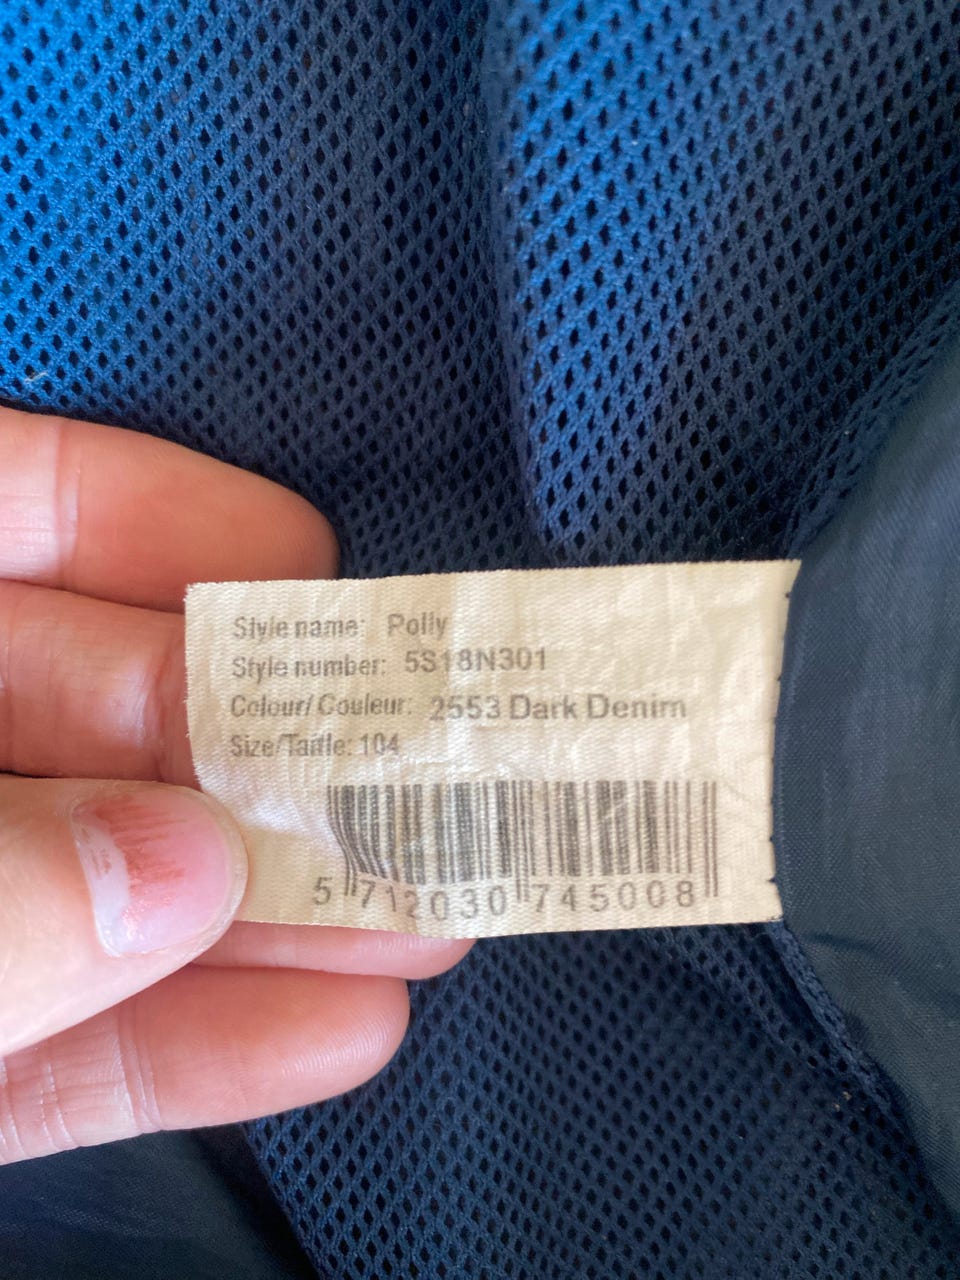 Style name: Polly
Style number: 5S18N301
Colour/ Couleur: 2553 Dark Denim
Size/Taille: 104
5 712030 745008